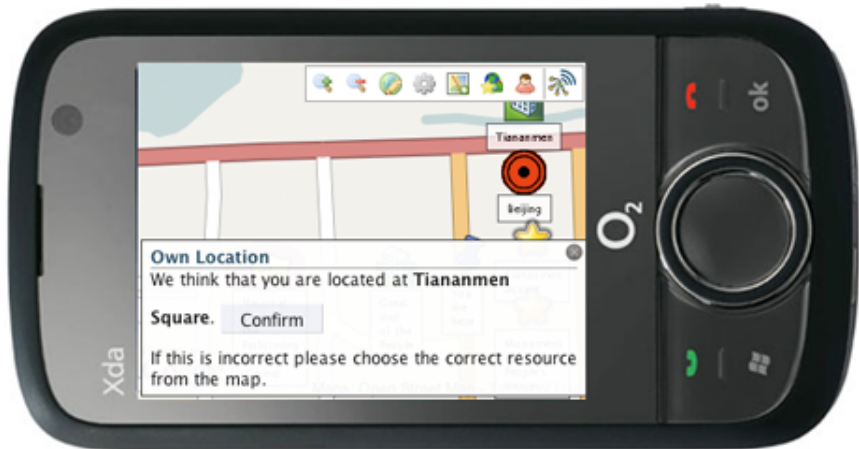 Tiananmen
Beijing
Own Location
We think that you are located at Tiananmen
Square. Confirm
If this is incorrect please choose the correct resource
from the map.
Xda
O2
ok